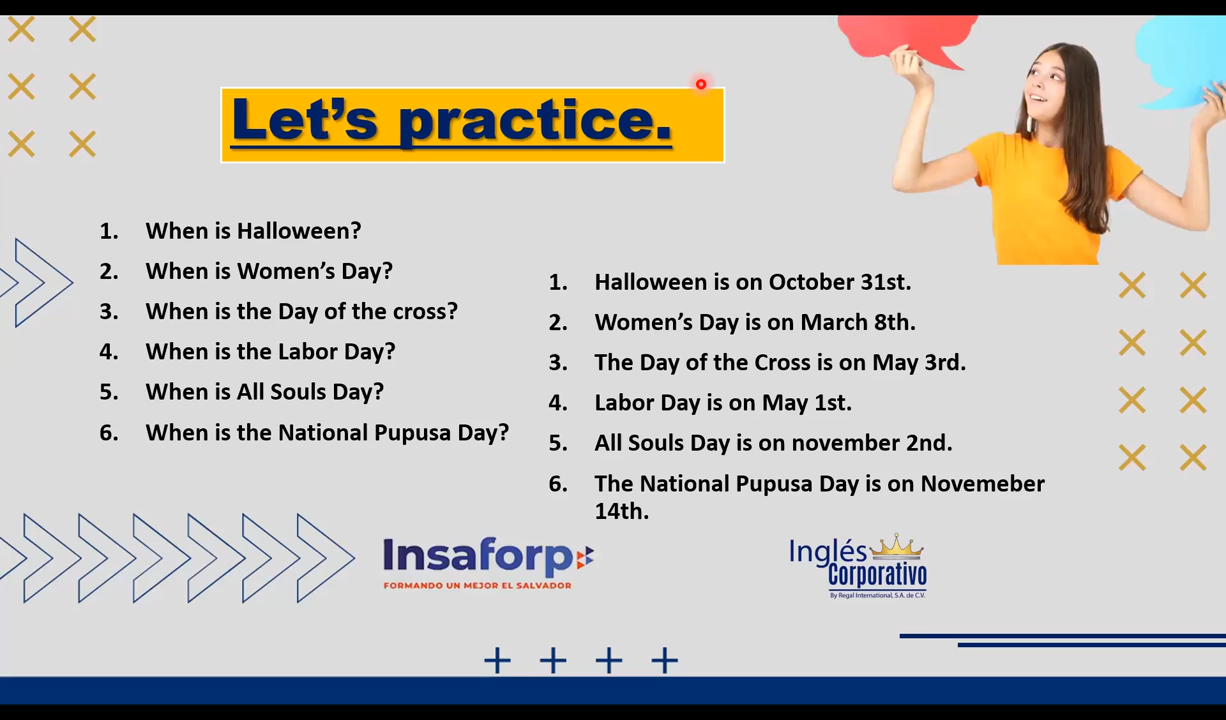 Let's practice.
1. When is Halloween?
2. When is Women's Day?
3. When is the Day of the cross?
4. When is the Labor Day?
5. When is All Souls Day?
6. When is the National Pupusa Day?
1. Halloween is on October 31st.
2. Women's Day is on March 8th.
3. The Day of the Cross is on May 3rd.
4. Labor Day is on May 1st.
5. All Souls Day is on november 2nd.
6. The National Pupusa Day is on Novemeber
14th.
Insaforp
FORMANDO UN MEJOR EL SALVADOR
Inglés
Corporativo
By Regal International, S.A. de C.V.